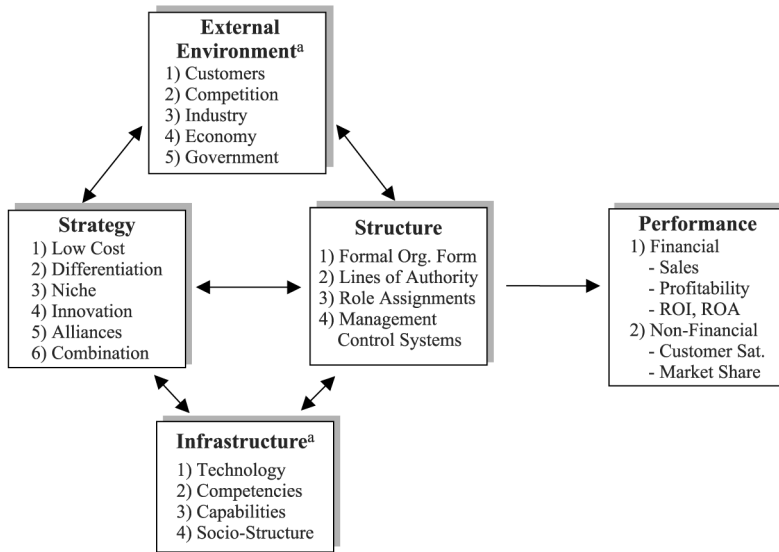 External
Environmentᵃ
1) Customers
2) Competition
3) Industry
4) Economy
5) Government
Strategy
1) Low Cost
2) Differentiation
3) Niche
4) Innovation
5) Alliances
6) Combination
Structure
1) Formal Org. Form
2) Lines of Authority
3) Role Assignments
4) Management
Control Systems
Performance
1) Financial
- Sales
- Profitability
- ROI, ROA
2) Non-Financial
- Customer Sat.
- Market Share
Infrastructureᵃ
1) Technology
2) Competencies
3) Capabilities
4) Socio-Structure